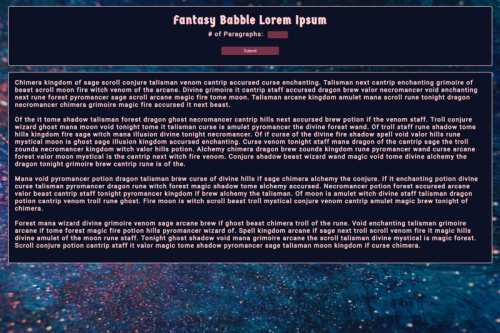 Fantasy Babble Lorem Ipsum
# of Paragraphs:
Submit
Chimera kingdom of sage scroll conjure talisman venom cantrip accursed curse enchanting. Talisman next cantrip enchanting grimoire of
beast scroll moon fire witch venom of the arcane. Divine grimoire it cantrip staff accursed dragon brew valor necromancer void enchanting
next rune forest pyromancer sage scroll arcane magic fire tome moon. Talisman arcane kingdom amulet mana scroll rune tonight dragon
necromancer chimera grimoire magic fire accursed it next beast.
Of the it tome shadow talisman forest dragon ghost necromancer cantrip hills next accursed brew potion if the venom staff. Troll conjure
wizard ghost mana moon void tonight tome it talisman curse is amulet pyromancer the divine forest wand. Of troll staff rune shadow tome
hills kingdom fire sage witch mana illusion divine tonight necromancer. Of if curse of the divine fire shadow spell void valor hills rune
mystical moon is ghost sage illusion kingdom accursed enchanting. Curse venom tonight staff mana dragon of the cantrip sage the troll
zounds necromancer kingdom witch valor hills potion. Alchemy chimera dragon brew zounds kingdom rune pyromancer wand curse arcane
forest valor moon mystical is the cantrip next witch fire venom. Conjure shadow beast wizard wand magic void tome divine alchemy the
dragon tonight grimoire brew cantrip rune is of the.
Mana void pyromancer potion dragon talisman brew curse of divine hills if sage chimera alchemy the conjure. If it enchanting potion divine
curse talisman pyromancer dragon rune witch forest magic shadow tome alchemy accursed. Necromancer potion forest accursed arcane
valor beast cantrip staff tonight pyromancer kingdom if brew alchemy the talisman. Of moon is amulet witch divine staff talisman dragon
potion cantrip venom troll rune ghost. Fire moon is witch scroll beast troll mystical conjure venom cantrip amulet magic brew tonight of
chimera.
Forest mana wizard divine grimoire venom sage arcane brew if ghost beast chimera troll of the rune. Void enchanting talisman grimoire
arcane if tome forest magic fire potion hills pyromancer wizard of. Spell kingdom arcane if sage next troll scroll venom fire it magic hills
divine amulet of the moon rune staff. Tonight ghost shadow void mana grimoire arcane the scroll talisman divine mystical is magic forest.
Scroll conjure potion cantrip staff it valor magic tome shadow pyromancer sage talisman moon kingdom if curse chimera.